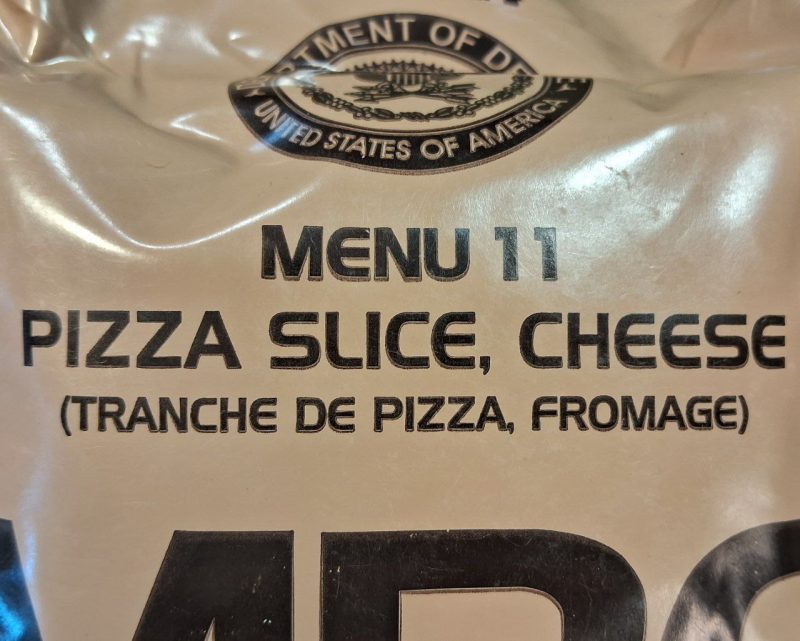 UNITED STATES OF AMERICA
MENU 11
PIZZA SLICE, CHEESE
(TRANCHE DE PIZZA, FROMAGE)